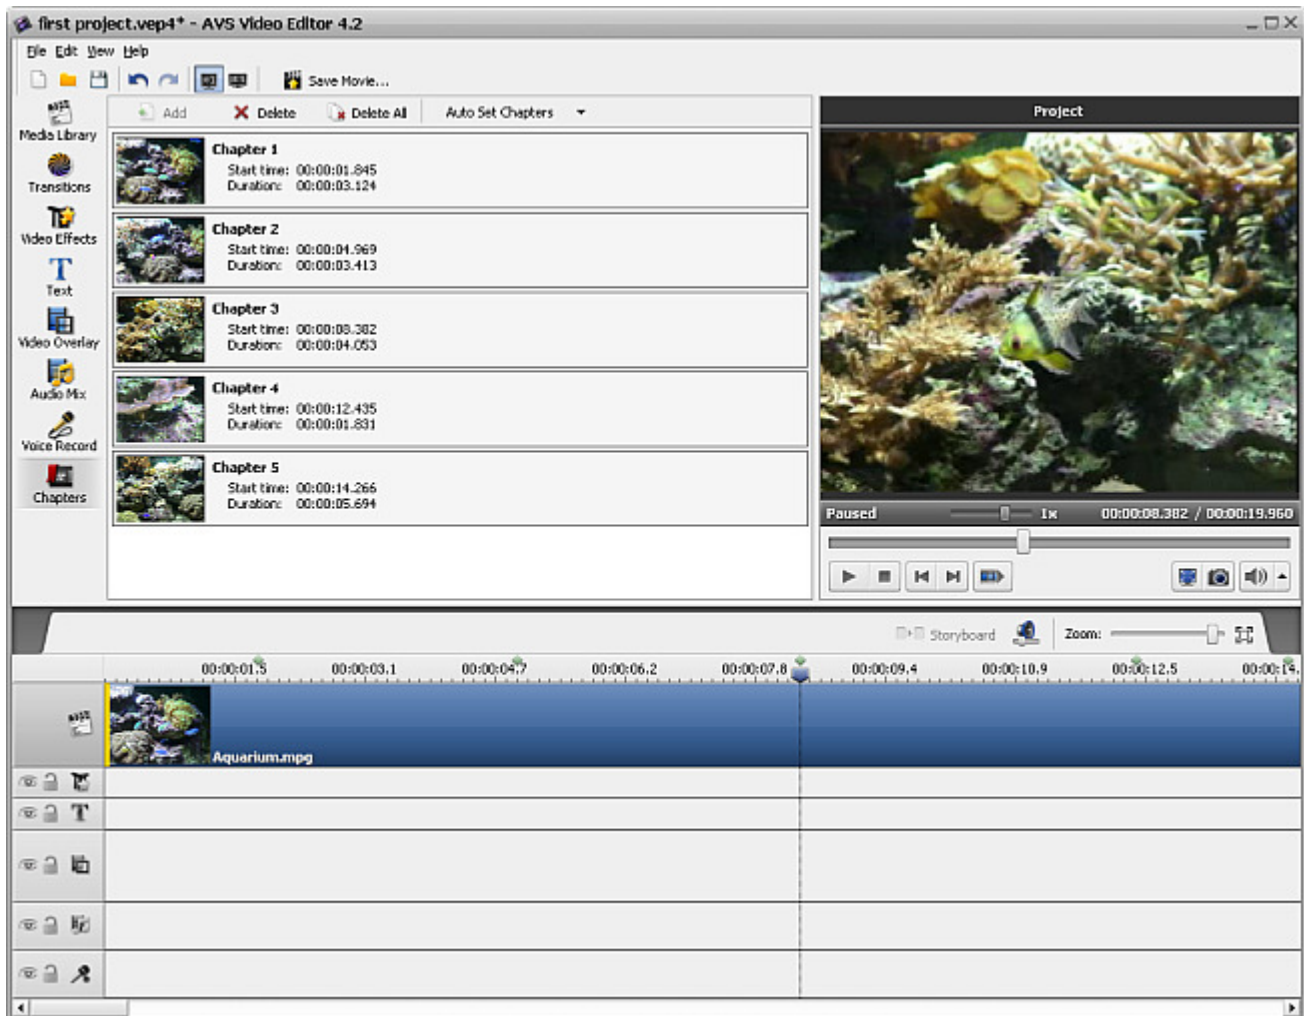 first project.vep4* - AVS Video Editor 4.2
File Edit View Help
Save Movie...
Media Library
Transitions
Video Effects
Text
Video Overlay
Audio Mix
Voice Record
Chapters
Add Delete Delete All Auto Set Chapters
Chapter 1
Start time: 00:00:01.845
Duration: 00:00:03.124
Chapter 2
Start time: 00:00:04.969
Duration: 00:00:03.413
Chapter 3
Start time: 00:00:08.382
Duration: 00:00:04.053
Chapter 4
Start time: 00:00:12.435
Duration: 00:00:01.831
Chapter 5
Start time: 00:00:14.266
Duration: 00:00:05.694
Project
Paused 1x 00:00:08.382 / 00:00:19.960
Storyboard Zoom:
00:00:01.5 00:00:03.1 00:00:04.7 00:00:06.2 00:00:07.8 00:00:09.4 00:00:10.9 00:00:12.5 00:00:14.
Aquarium.mpg
T